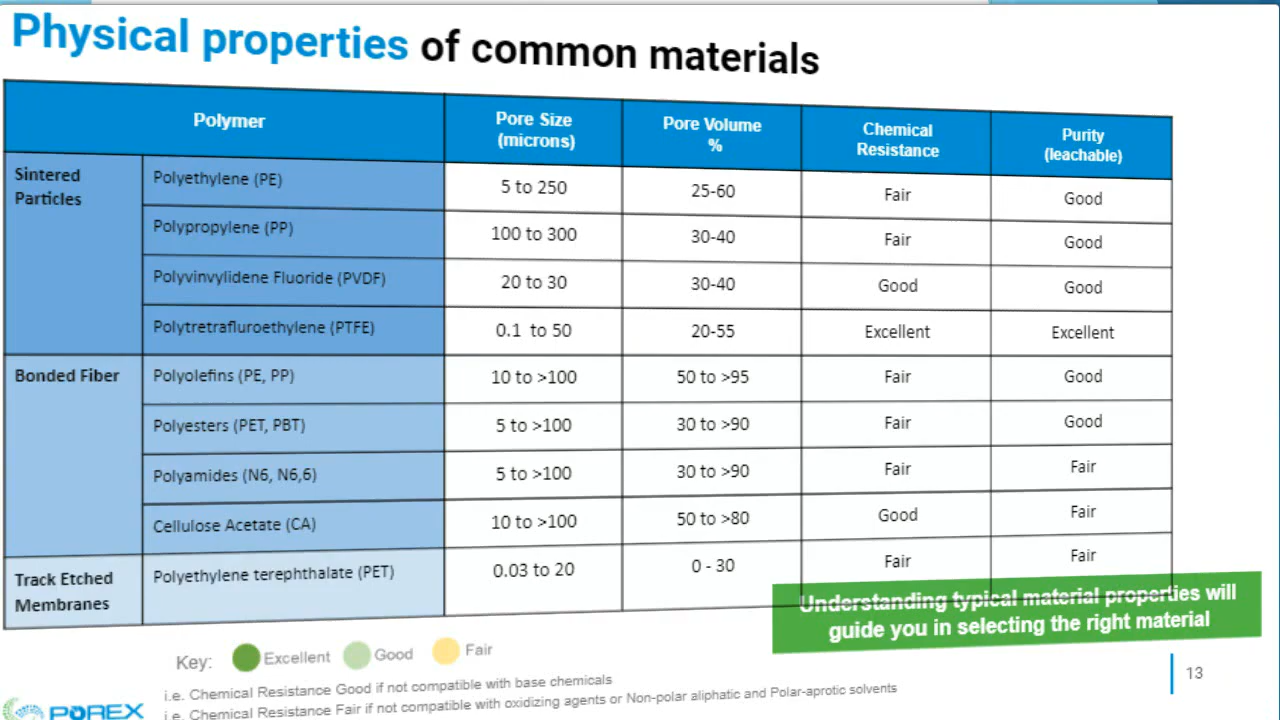 Physical properties of common materials
Polymer
Pore Size
(microns)
Pore Volume
%
Chemical
Resistance
Purity
(leachable)
Sintered
Particles
Polyethylene (PE)
5 to 250
25-60
Fair
Good
Polypropylene (PP)
100 to 300
30-40
Fair
Good
Polyvinvylidene Fluoride (PVDF)
20 to 30
30-40
Good
Good
Polytretrafluroethylene (PTFE)
0.1 to 50
20-55
Excellent
Excellent
Bonded Fiber
Polyolefins (PE, PP)
10 to >100
50 to >95
Fair
Good
Polyesters (PET, PBT)
5 to >100
30 to >90
Fair
Good
Polyamides (N6, N6,6)
5 to >100
30 to >90
Fair
Fair
Cellulose Acetate (CA)
10 to >100
50 to >80
Good
Fair
Track Etched
Membranes
Polyethylene terephthalate (PET)
0.03 to 20
0 - 30
Fair
Fair
Understanding typical material properties will
guide you in selecting the right material
Key: Excellent Good Fair
i.e. Chemical Resistance Good if not compatible with base chemicals
i.e. Chemical Resistance Fair if not compatible with oxidizing agents or Non-polar aliphatic and Polar-aprotic solvents
POREX
13